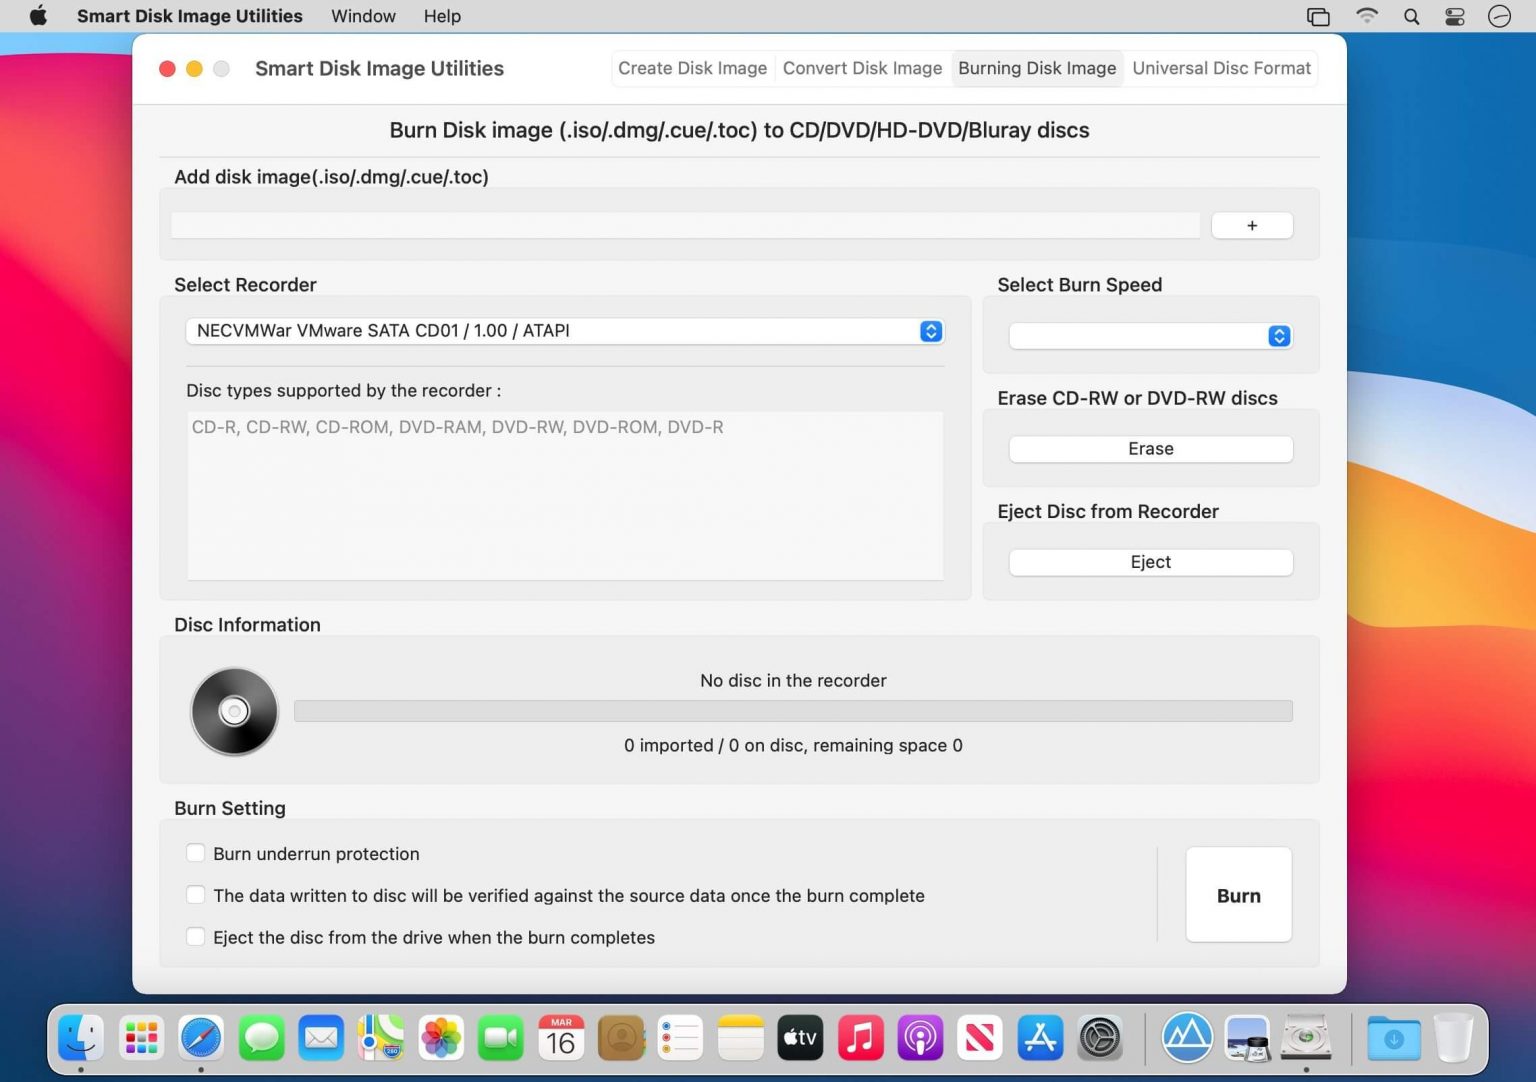 Smart Disk Image Utilities Window Help
Smart Disk Image Utilities Create Disk Image Convert Disk Image Burning Disk Image Universal Disc Format
Burn Disk image (.iso/.dmg/.cue/.toc) to CD/DVD/HD-DVD/Bluray discs
Add disk image(.iso/.dmg/.cue/.toc)
+
Select Recorder
NECVMWar VMware SATA CD01 / 1.00 / ATAPI
Disc types supported by the recorder :
CD-R, CD-RW, CD-ROM, DVD-RAM, DVD-RW, DVD-ROM, DVD-R
Select Burn Speed
Erase CD-RW or DVD-RW discs
Erase
Eject Disc from Recorder
Eject
Disc Information
No disc in the recorder
0 imported / 0 on disc, remaining space 0
Burn Setting
Burn underrun protection
The data written to disc will be verified against the source data once the burn complete
Eject the disc from the drive when the burn completes
Burn
280
MAR
16
tv